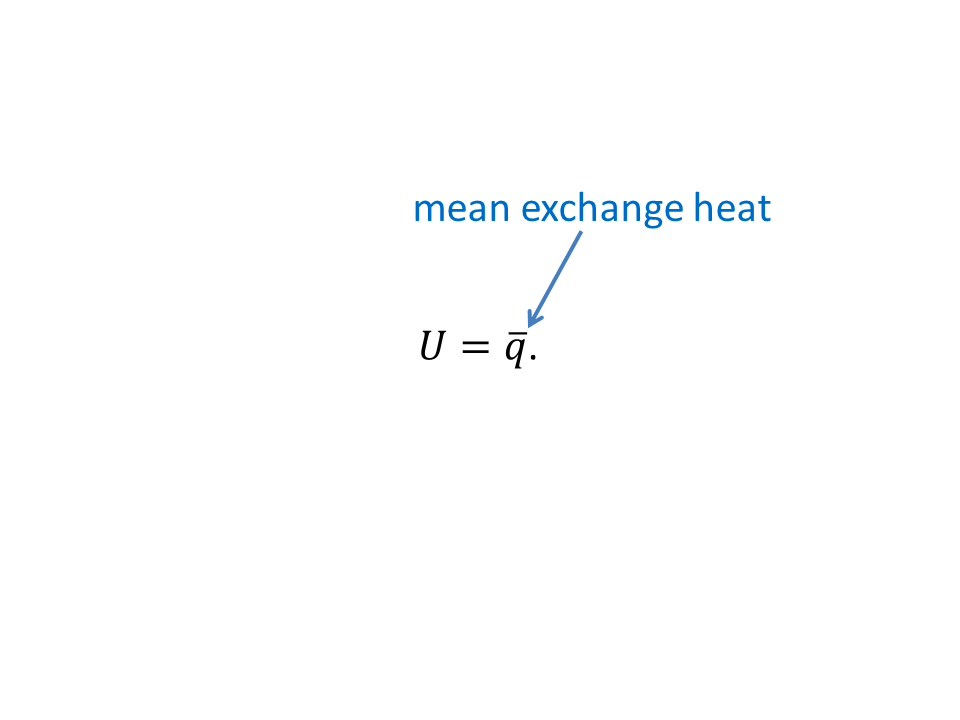 mean exchange heat
𝑈 = 𝑞̅.